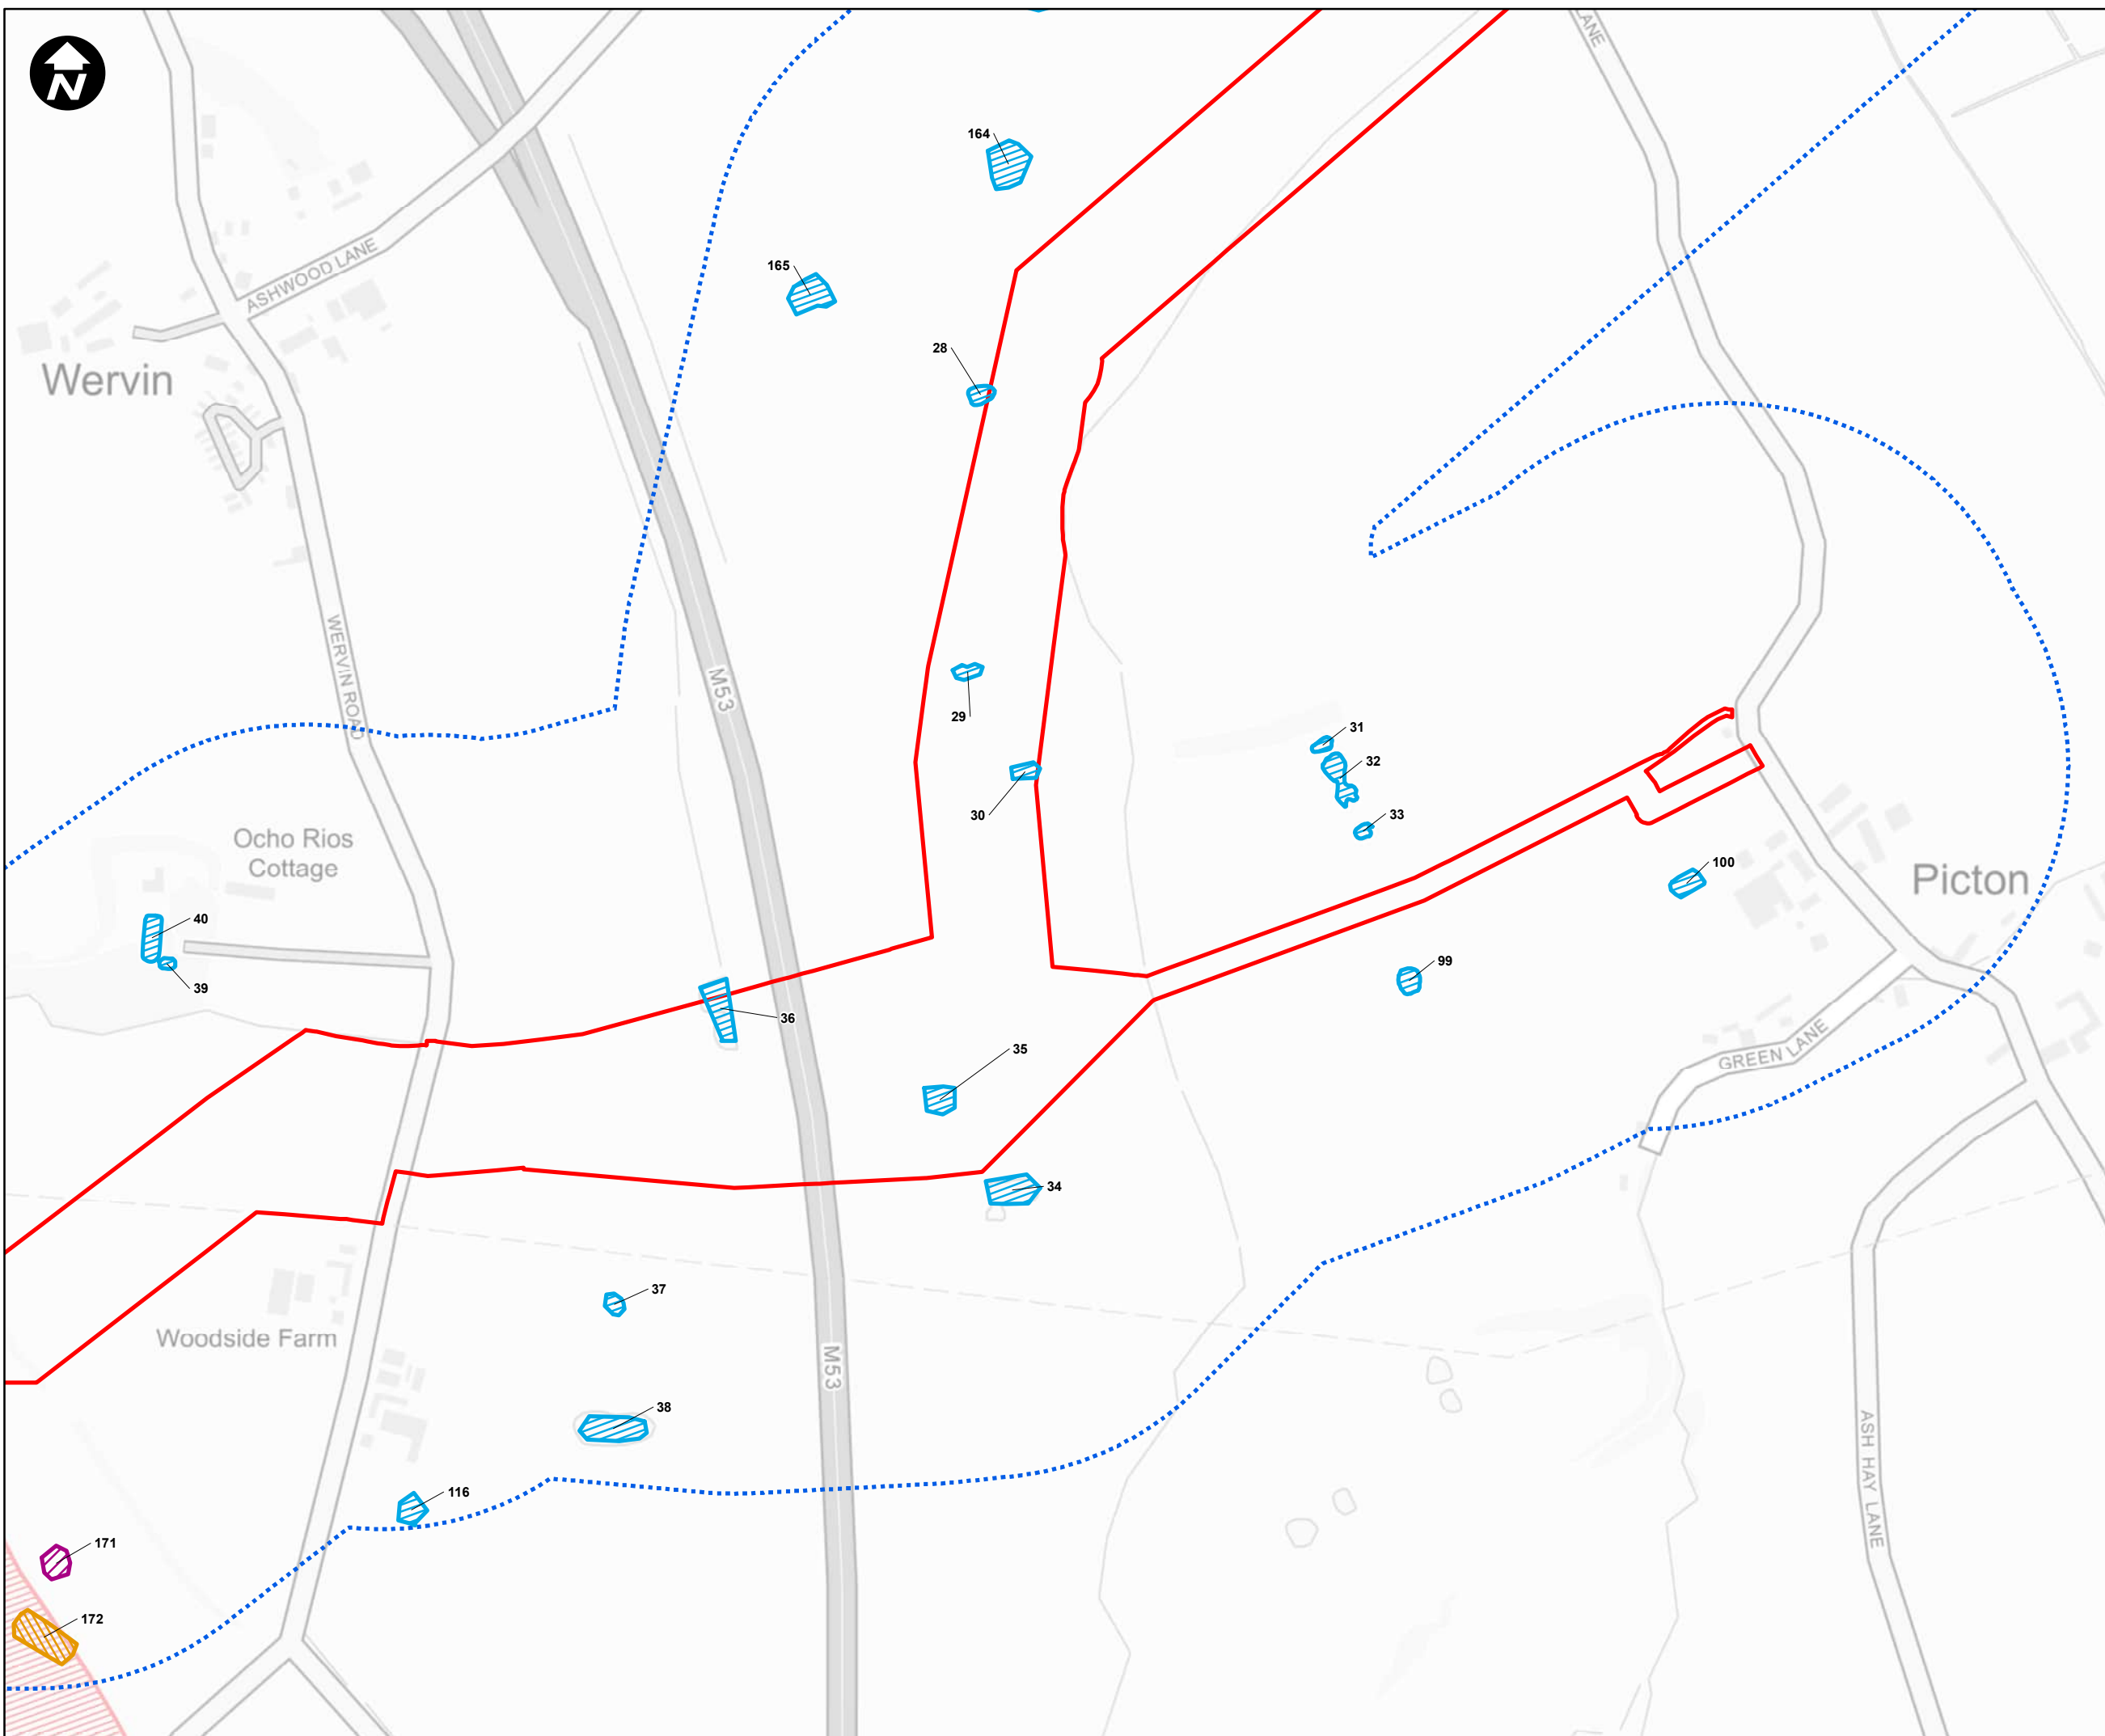 N
LANE
164
ASHWOOD LANE
165
28
Wervin
WERVIN ROAD
M53
29
31
32
30
33
Ocho Rios
Cottage
100
Picton
40
39
99
36
35
GREEN LANE
34
37
Woodside Farm
M53
38
ASH HAY LANE
116
171
172